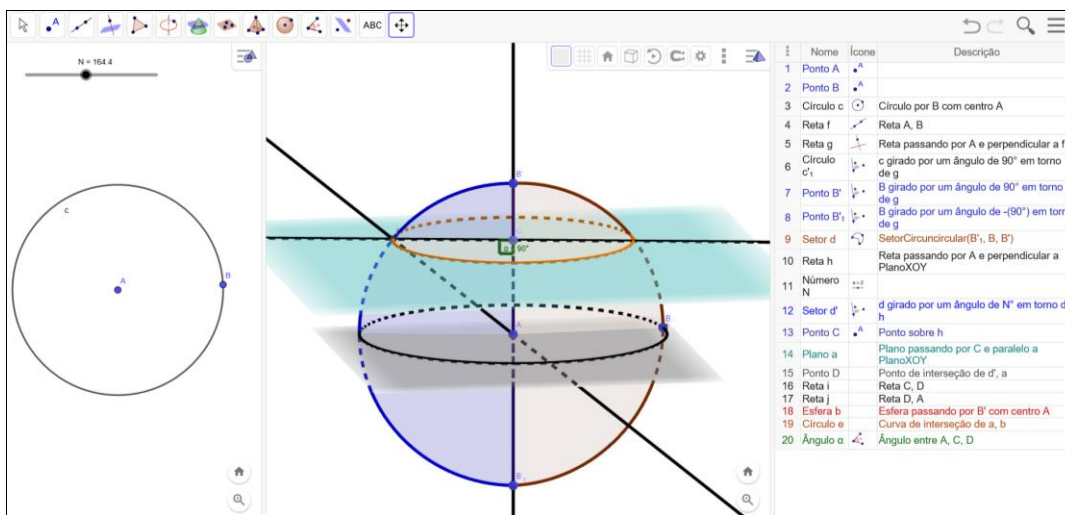 ABC
N = 164.4
c
A
B
B'
C
α = 90°
A
B
B'₁
Nome Ícone Descrição
1 Ponto A
2 Ponto B
3 Círculo c Círculo por B com centro A
4 Reta f Reta A, B
5 Reta g Reta passando por A e perpendicular a f
6 Círculo c'₁ c girado por um ângulo de 90° em torno de g
7 Ponto B' B girado por um ângulo de 90° em torno de g
8 Ponto B'₁ B girado por um ângulo de -(90°) em torn de g
9 Setor d SetorCircuncircular(B'₁, B, B')
10 Reta h Reta passando por A e perpendicular a PlanoXOY
11 Número N
12 Setor d' d girado por um ângulo de N° em torno d h
13 Ponto C Ponto sobre h
14 Plano a Plano passando por C e paralelo a PlanoXOY
15 Ponto D Ponto de interseção de d', a
16 Reta i Reta C, D
17 Reta j Reta D, A
18 Esfera b Esfera passando por B' com centro A
19 Círculo e Curva de interseção de a, b
20 Ângulo α Ângulo entre A, C, D